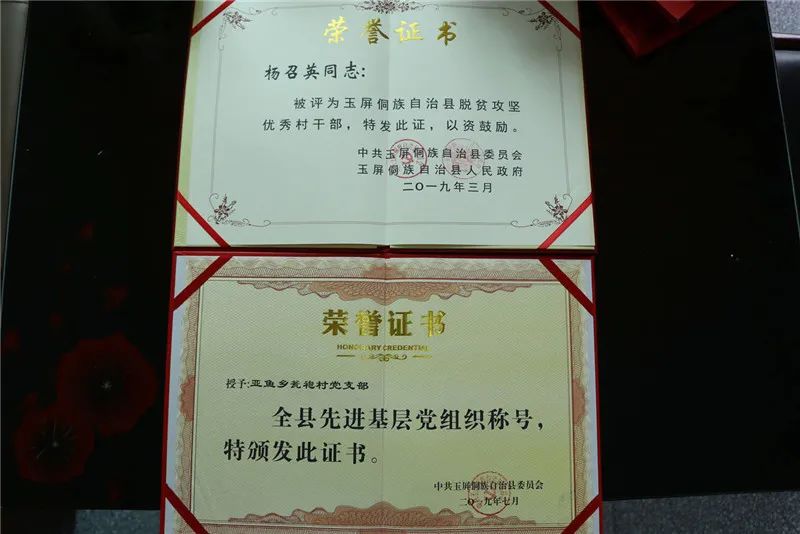 荣誉证书
杨召英同志：
被评为玉屏侗族自治县脱贫攻坚
优秀村干部，特发此证，以资鼓励。
中共玉屏侗族自治县委员会
玉屏侗族自治县人民政府
二〇一九年三月
荣誉证书
HONORARY CREDENTIAL
授予：亚鱼乡瓮袍村党支部
全县先进基层党组织称号，
特颁发此证书。
中共玉屏侗族自治县委员会
二〇一九年七月